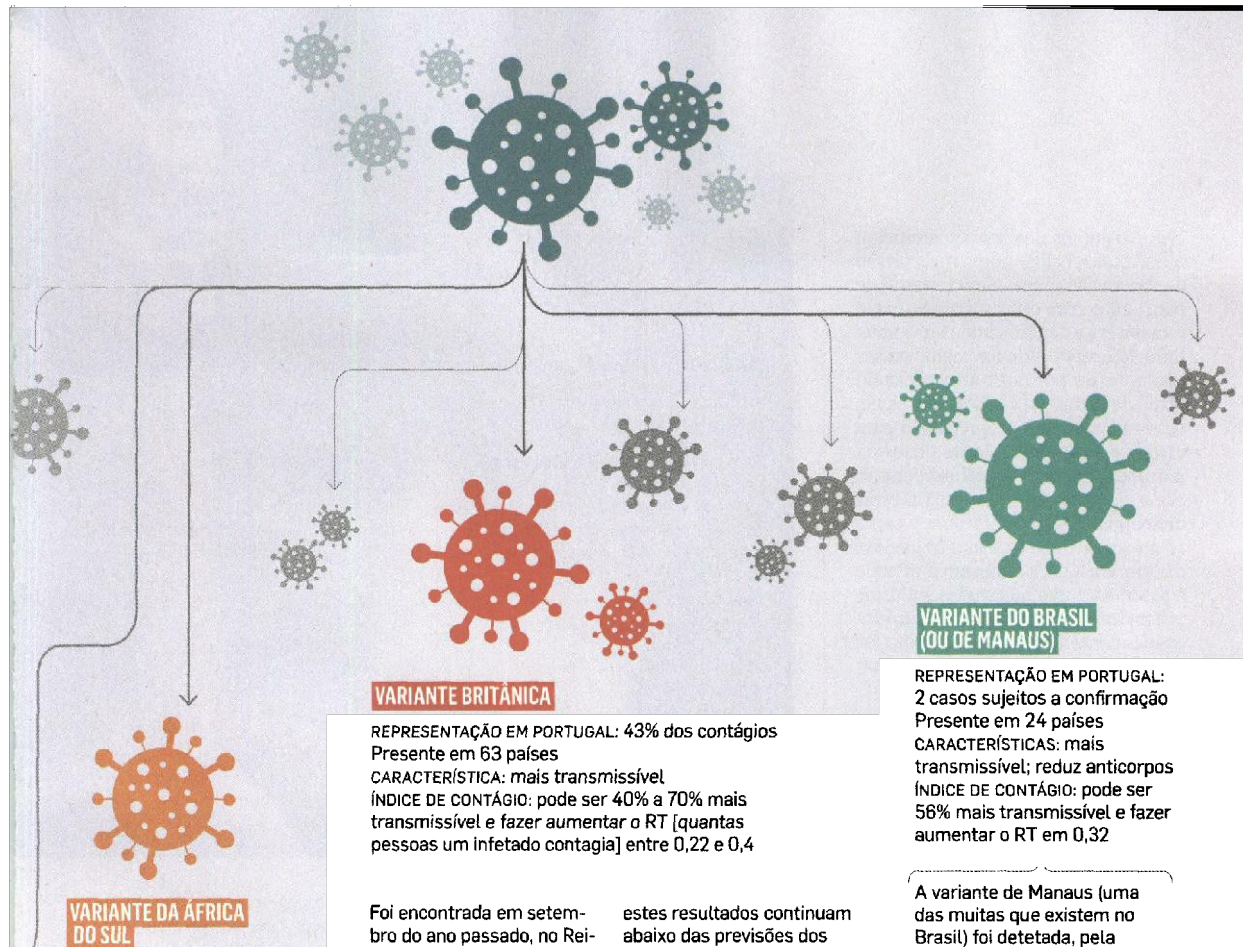 VARIANTE BRITÂNICA
REPRESENTAÇÃO EM PORTUGAL: 43% dos contágios
Presente em 63 países
CARACTERÍSTICA: mais transmissível
ÍNDICE DE CONTÁGIO: pode ser 40% a 70% mais
transmissível e fazer aumentar o RT [quantas
pessoas um infetado contagia] entre 0,22 e 0,4
Foi encontrada em setem-
bro do ano passado, no Rei-
estes resultados continuam
abaixo das previsões dos
VARIANTE DO BRASIL
(OU DE MANAUS)
REPRESENTAÇÃO EM PORTUGAL:
2 casos sujeitos a confirmação
Presente em 24 países
CARACTERÍSTICAS: mais
transmissível; reduz anticorpos
ÍNDICE DE CONTÁGIO: pode ser
56% mais transmissível e fazer
aumentar o RT em 0,32
A variante de Manaus (uma
das muitas que existem no
Brasil) foi detetada, pela
VARIANTE DA ÁFRICA
DO SUL